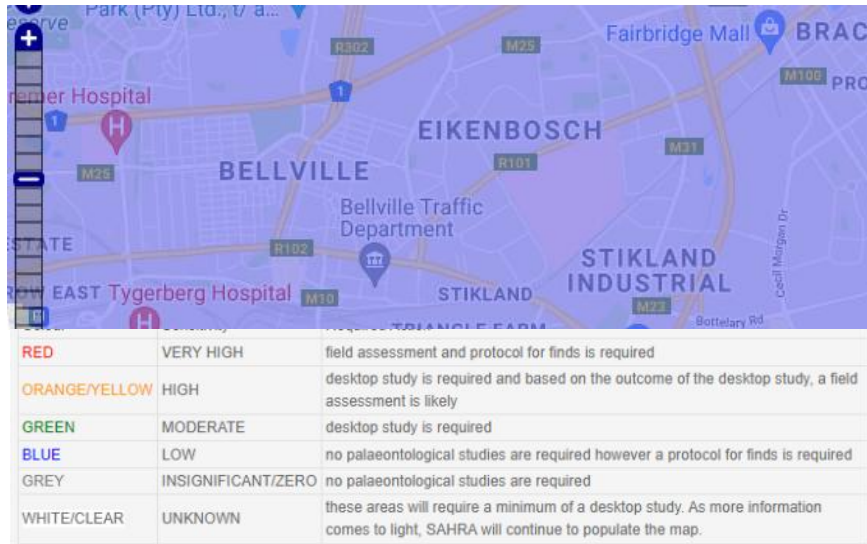 Park (Pty) Ltd., t/ a...
R302
M25
Fairbridge Mall
BRAC
M100
PRO
Hospital
1
1
H
EIKENBOSCH
M31
M25
BELLVILLE
R101
Bellville Traffic
Department
Cecil Morgan Dr
R102
STIKLAND
INDUSTRIAL
EAST Tygerberg Hospital
M10
STIKLAND
M23
H
Bottelary Rd
RED VERY HIGH field assessment and protocol for finds is required
ORANGE/YELLOW HIGH desktop study is required and based on the outcome of the desktop study, a field
assessment is likely
GREEN MODERATE desktop study is required
BLUE LOW no palaeontological studies are required however a protocol for finds is required
GREY INSIGNIFICANT/ZERO no palaeontological studies are required
WHITE/CLEAR UNKNOWN these areas will require a minimum of a desktop study. As more information
comes to light, SAHRA will continue to populate the map.